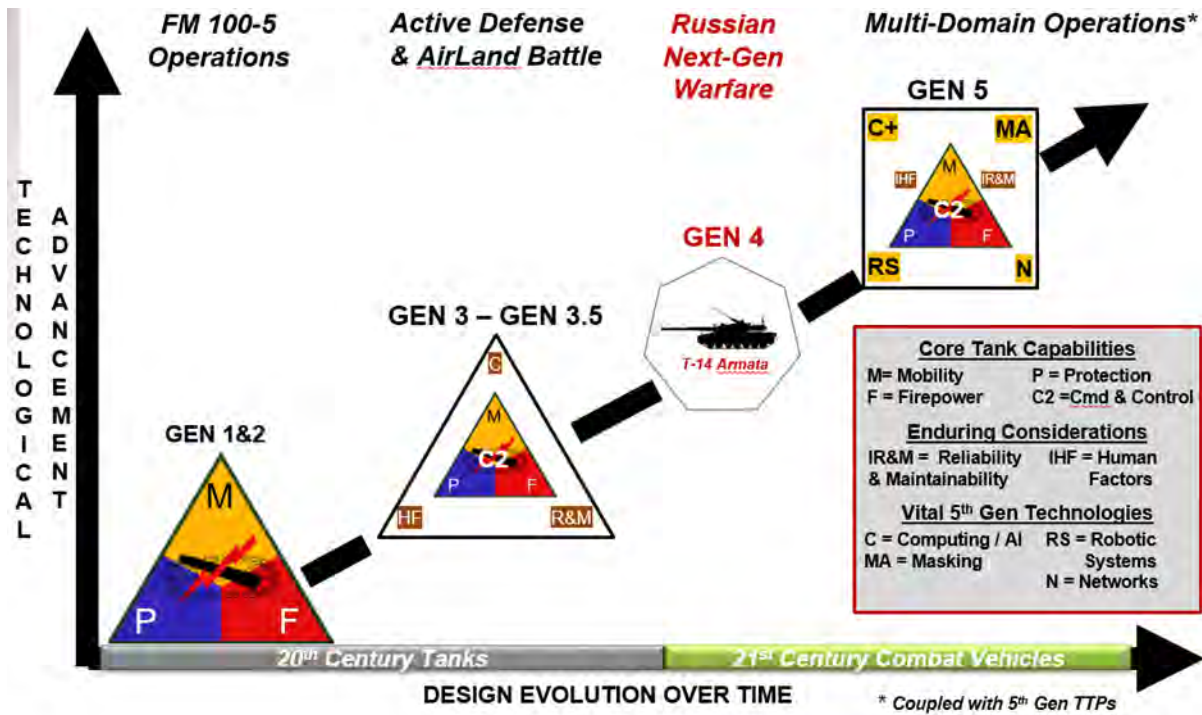 FM 100-5
Operations
Active Defense
& AirLand Battle
Russian
Next-Gen
Warfare
Multi-Domain Operations*
TECHNOLOGICAL
ADVANCEMENT
GEN 1&2
M
P
F
GEN 3 – GEN 3.5
C
M
C2
P
F
HF
R&M
GEN 4
T-14 Armata
GEN 5
C+
MA
IHF
IR&M
M
C2
P
F
RS
N
Core Tank Capabilities
M= Mobility P = Protection
F = Firepower C2 =Cmd & Control
Enduring Considerations
IR&M = Reliability IHF = Human
& Maintainability Factors
Vital 5th Gen Technologies
C = Computing / AI RS = Robotic
MA = Masking Systems
N = Networks
20th Century Tanks
21st Century Combat Vehicles
DESIGN EVOLUTION OVER TIME
* Coupled with 5th Gen TTPs